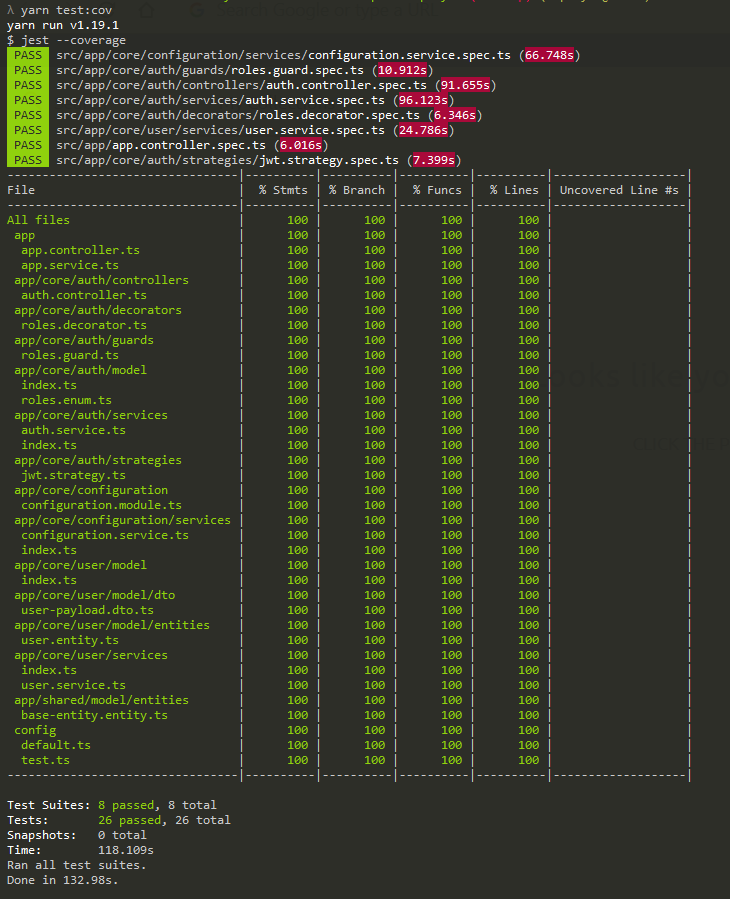 λ yarn test:cov
yarn run v1.19.1
$ jest --coverage
PASS src/app/core/configuration/services/configuration.service.spec.ts (66.748s)
PASS src/app/core/auth/guards/roles.guard.spec.ts (10.912s)
PASS src/app/core/auth/controllers/auth.controller.spec.ts (91.655s)
PASS src/app/core/auth/services/auth.service.spec.ts (96.123s)
PASS src/app/core/auth/decorators/roles.decorator.spec.ts (6.346s)
PASS src/app/core/user/services/user.service.spec.ts (24.786s)
PASS src/app/app.controller.spec.ts (6.016s)
PASS src/app/core/auth/strategies/jwt.strategy.spec.ts (7.399s)
---------------------------------|----------|----------|----------|----------|-------------------|
File | % Stmts | % Branch | % Funcs | % Lines | Uncovered Line #s |
---------------------------------|----------|----------|----------|----------|-------------------|
All files | 100 | 100 | 100 | 100 | |
app | 100 | 100 | 100 | 100 | |
app.controller.ts | 100 | 100 | 100 | 100 | |
app.service.ts | 100 | 100 | 100 | 100 | |
app/core/auth/controllers | 100 | 100 | 100 | 100 | |
auth.controller.ts | 100 | 100 | 100 | 100 | |
app/core/auth/decorators | 100 | 100 | 100 | 100 | |
roles.decorator.ts | 100 | 100 | 100 | 100 | |
app/core/auth/guards | 100 | 100 | 100 | 100 | |
roles.guard.ts | 100 | 100 | 100 | 100 | |
app/core/auth/model | 100 | 100 | 100 | 100 | |
index.ts | 100 | 100 | 100 | 100 | |
roles.enum.ts | 100 | 100 | 100 | 100 | |
app/core/auth/services | 100 | 100 | 100 | 100 | |
auth.service.ts | 100 | 100 | 100 | 100 | |
index.ts | 100 | 100 | 100 | 100 | |
app/core/auth/strategies | 100 | 100 | 100 | 100 | |
jwt.strategy.ts | 100 | 100 | 100 | 100 | |
app/core/configuration | 100 | 100 | 100 | 100 | |
configuration.module.ts | 100 | 100 | 100 | 100 | |
app/core/configuration/services | 100 | 100 | 100 | 100 | |
configuration.service.ts | 100 | 100 | 100 | 100 | |
index.ts | 100 | 100 | 100 | 100 | |
app/core/user/model | 100 | 100 | 100 | 100 | |
index.ts | 100 | 100 | 100 | 100 | |
app/core/user/model/dto | 100 | 100 | 100 | 100 | |
user-payload.dto.ts | 100 | 100 | 100 | 100 | |
app/core/user/model/entities | 100 | 100 | 100 | 100 | |
user.entity.ts | 100 | 100 | 100 | 100 | |
app/core/user/services | 100 | 100 | 100 | 100 | |
index.ts | 100 | 100 | 100 | 100 | |
user.service.ts | 100 | 100 | 100 | 100 | |
app/shared/model/entities | 100 | 100 | 100 | 100 | |
base-entity.entity.ts | 100 | 100 | 100 | 100 | |
config | 100 | 100 | 100 | 100 | |
default.ts | 100 | 100 | 100 | 100 | |
test.ts | 100 | 100 | 100 | 100 | |
---------------------------------|----------|----------|----------|----------|-------------------|
Test Suites: 8 passed, 8 total
Tests: 26 passed, 26 total
Snapshots: 0 total
Time: 118.109s
Ran all test suites.
Done in 132.98s.